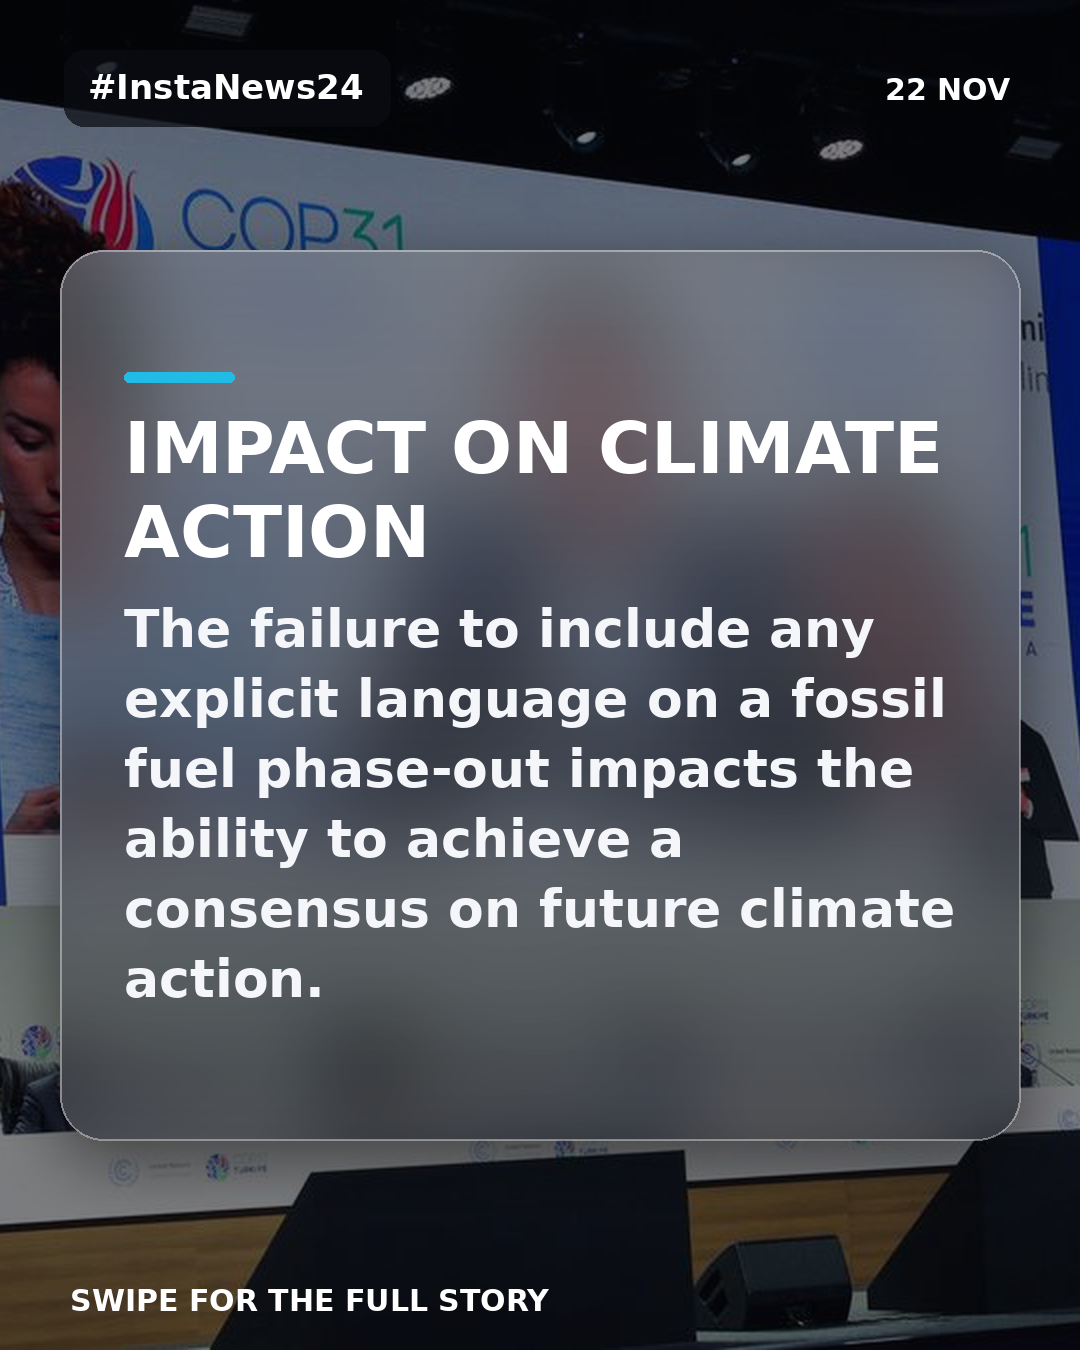 #InstaNews24
22 NOV
COP31
IMPACT ON CLIMATE
ACTION
The failure to include any
explicit language on a fossil
fuel phase-out impacts the
ability to achieve a
consensus on future climate
action.
SWIPE FOR THE FULL STORY